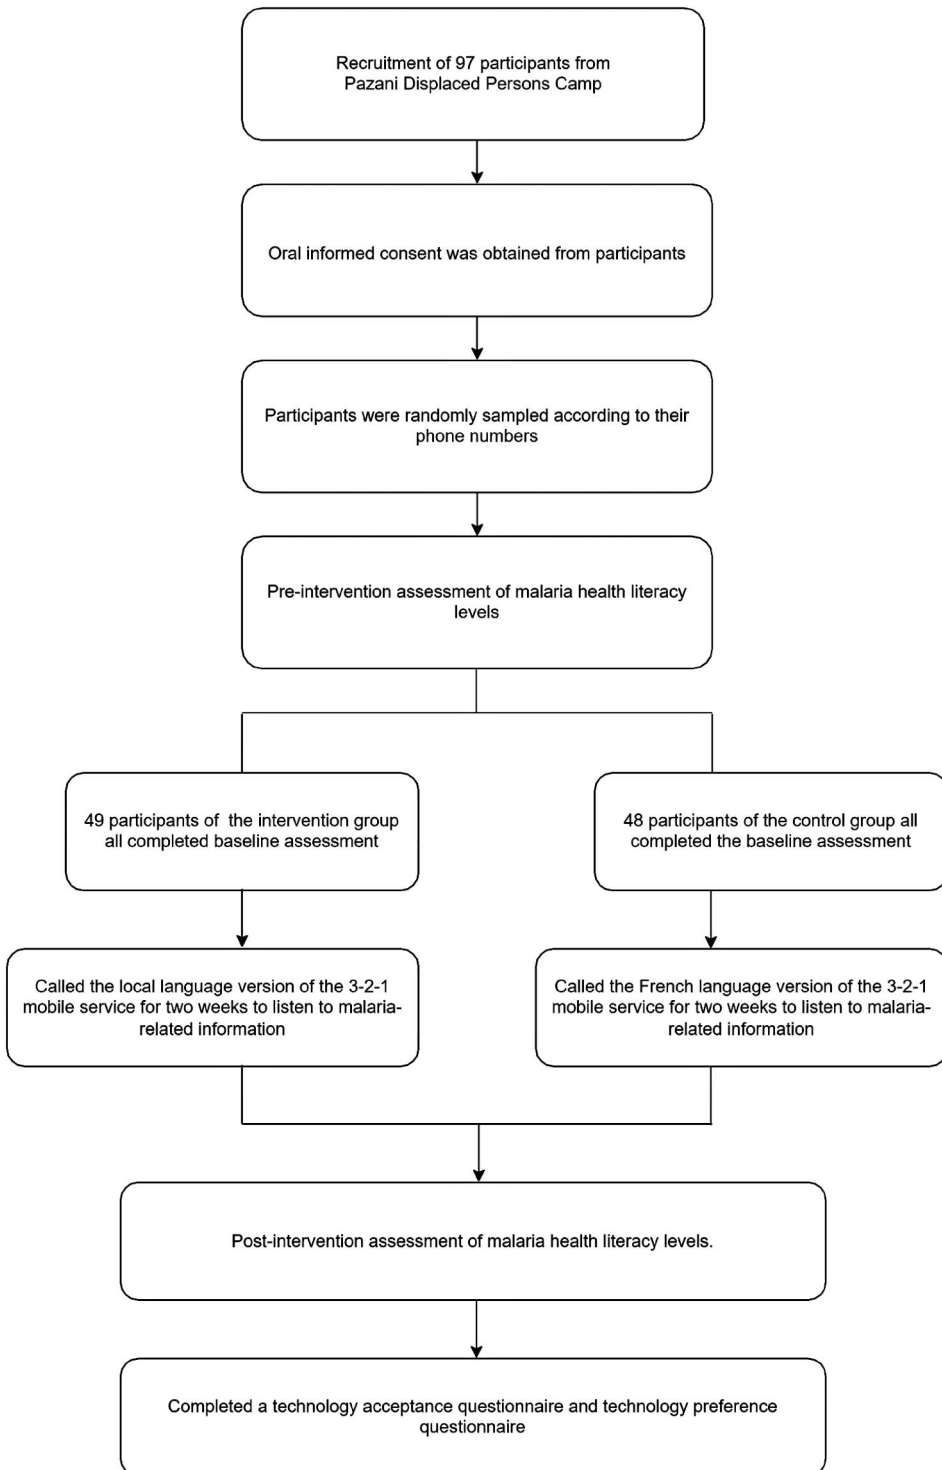 Recruitment of 97 participants from
Pazani Displaced Persons Camp
Oral informed consent was obtained from participants
Participants were randomly sampled according to their
phone numbers
Pre-intervention assessment of malaria health literacy
levels
49 participants of the intervention group
all completed baseline assessment
48 participants of the control group all
completed the baseline assessment
Called the local language version of the 3-2-1
mobile service for two weeks to listen to malaria-
related information
Called the French language version of the 3-2-1
mobile service for two weeks to listen to malaria-
related information
Post-intervention assessment of malaria health literacy levels.
Completed a technology acceptance questionnaire and technology preference
questionnaire